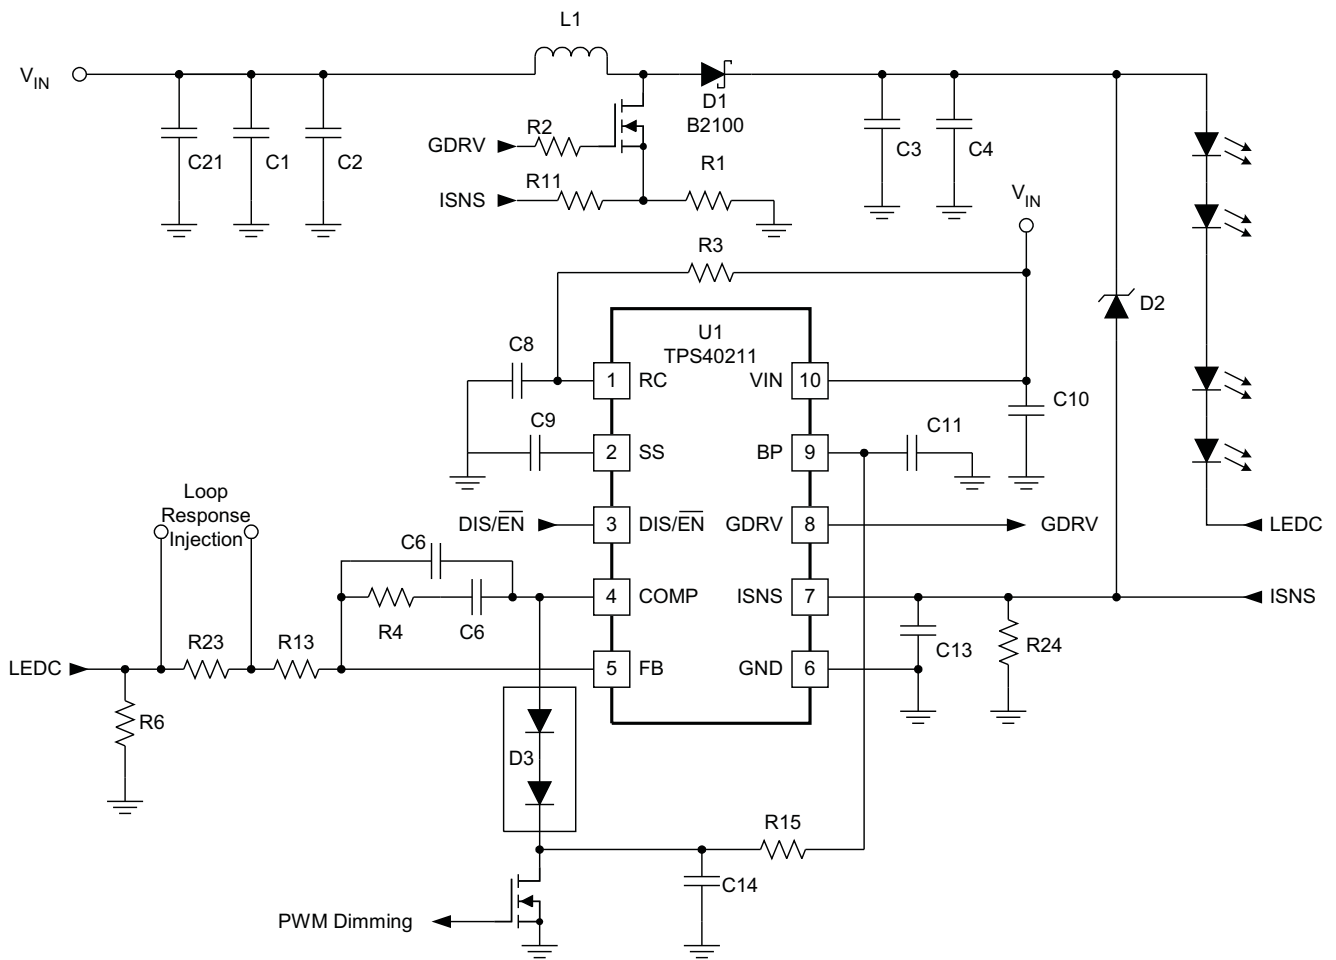 L1
VIN
D1
B2100
R2
GDRV
C21
C1
C2
C3
C4
R11
R1
ISNS
VIN
R3
D2
U1
TPS40211
C8
1
RC
VIN
10
C10
C9
C11
2
SS
BP
9
Loop
Response
Injection
DIS/EN
3
DIS/EN
GDRV
8
GDRV
LEDC
C6
R4
C6
4
COMP
ISNS
7
ISNS
R23
R13
C13
R24
LEDC
5
FB
GND
6
R6
D3
R15
C14
PWM Dimming